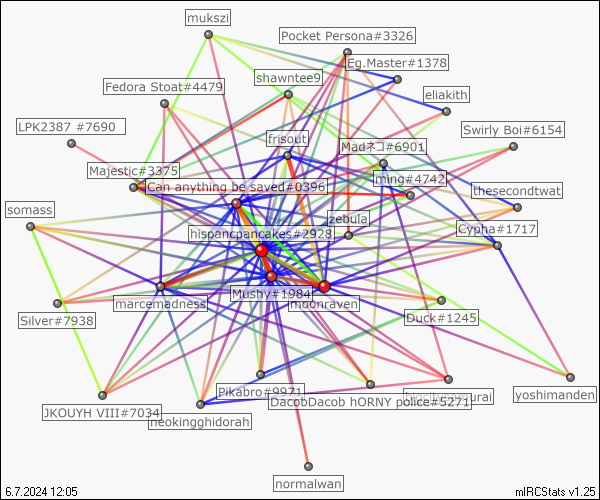 mukszi
Pocket Persona#3326
Eg.Master#1378
shawntee9
Fedora Stoat#4479
eliakith
LPK2387 #7690
Swirly Boi#6154
frisout
Madネコ#6901
Majestic#3375
ming#4742
Can anything be saved#0396
thesecondtwat
somass
zebula
Cypha#1717
hispancpancakes#2928
Mushy#1984
marcemadness
moonraven
Silver#7938
Duck#1245
Pikabro#9971
yoshimanden
DacobDacob hORNY police#5271
JKOUYH VIII#7034
neokingghidorah
normalwan
6.7.2024 12:05
mIRCStats v1.25